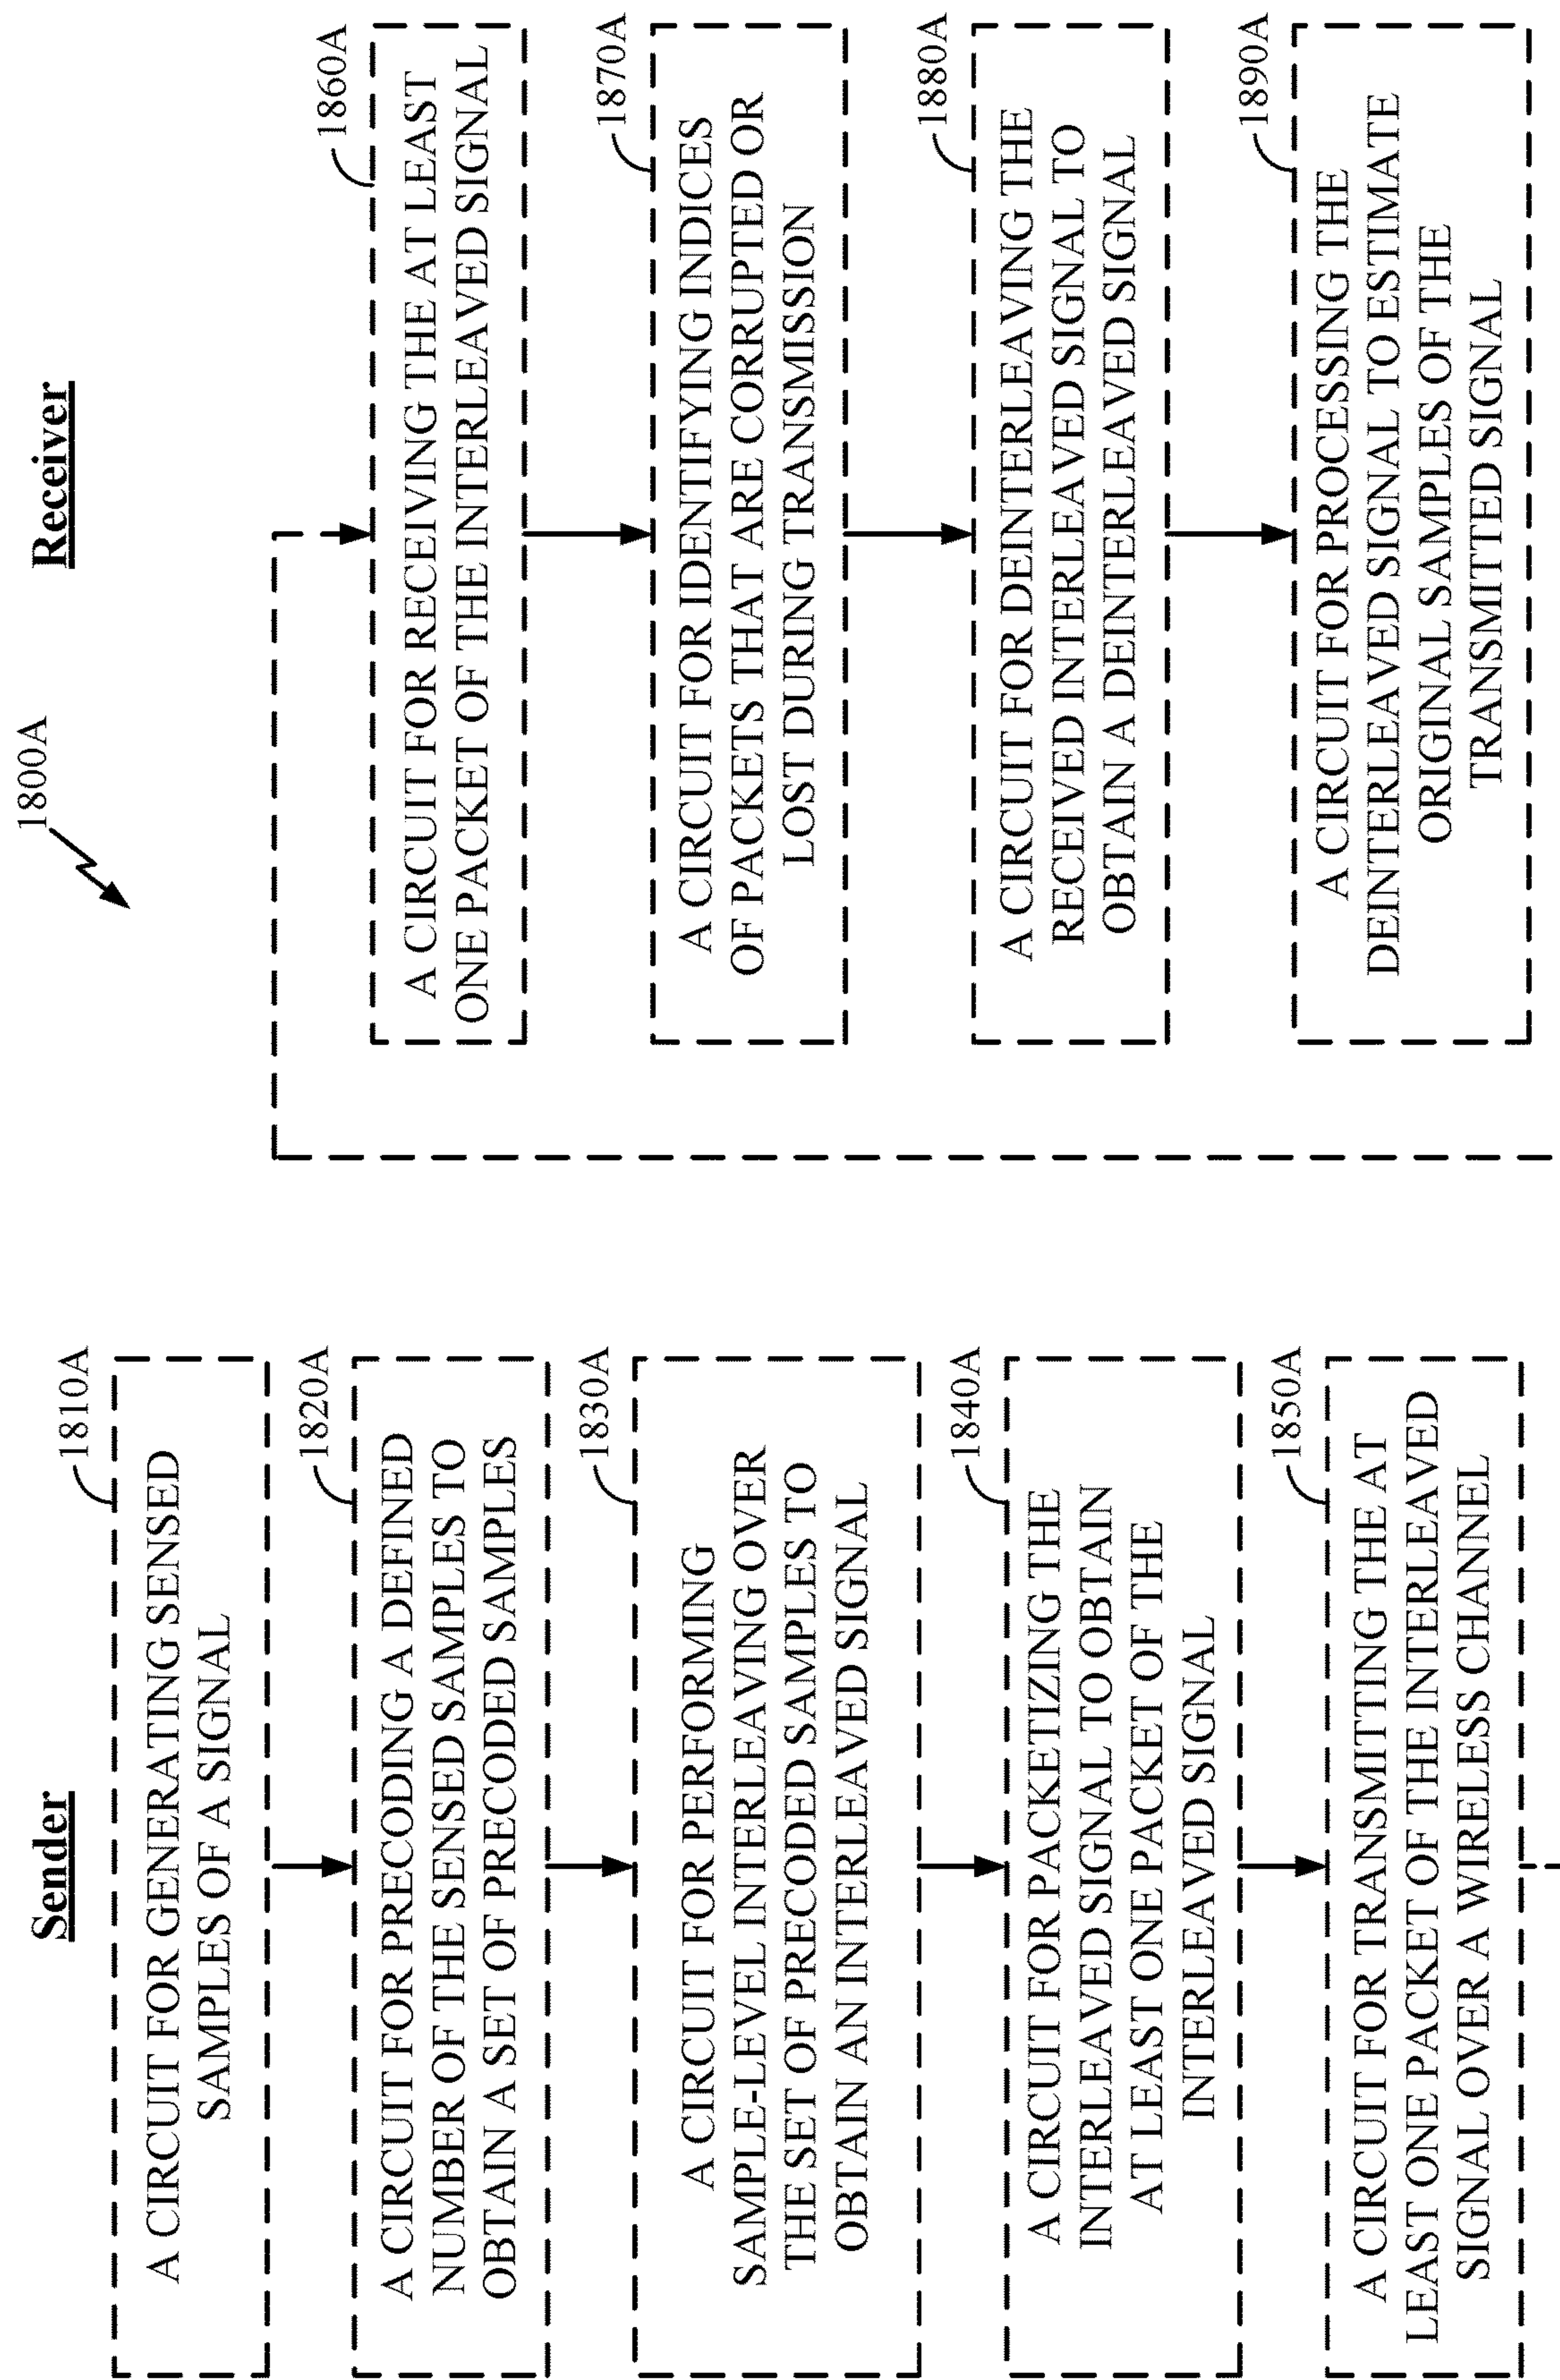 1800A
Sender
1810A
A CIRCUIT FOR GENERATING SENSED
SAMPLES OF A SIGNAL
1820A
A CIRCUIT FOR PRECODING A DEFINED
NUMBER OF THE SENSED SAMPLES TO
OBTAIN A SET OF PRECODED SAMPLES
1830A
A CIRCUIT FOR PERFORMING
SAMPLE-LEVEL INTERLEAVING OVER
THE SET OF PRECODED SAMPLES TO
OBTAIN AN INTERLEAVED SIGNAL
1840A
A CIRCUIT FOR PACKETIZING THE
INTERLEAVED SIGNAL TO OBTAIN
AT LEAST ONE PACKET OF THE
INTERLEAVED SIGNAL
1850A
A CIRCUIT FOR TRANSMITTING THE AT
LEAST ONE PACKET OF THE INTERLEAVED
SIGNAL OVER A WIRELESS CHANNEL
Receiver
1860A
A CIRCUIT FOR RECEIVING THE AT LEAST
ONE PACKET OF THE INTERLEAVED SIGNAL
1870A
A CIRCUIT FOR IDENTIFYING INDICES
OF PACKETS THAT ARE CORRUPTED OR
LOST DURING TRANSMISSION
1880A
A CIRCUIT FOR DEINTERLEAVING THE
RECEIVED INTERLEAVED SIGNAL TO
OBTAIN A DEINTERLEAVED SIGNAL
1890A
A CIRCUIT FOR PROCESSING THE
DEINTERLEAVED SIGNAL TO ESTIMATE
ORIGINAL SAMPLES OF THE
TRANSMITTED SIGNAL